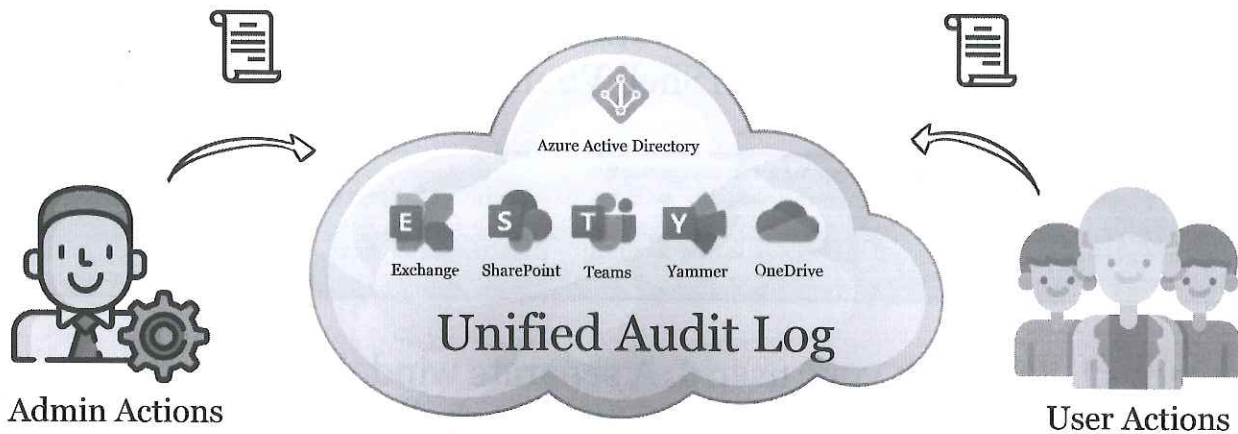 Azure Active Directory
E
S
T
Y
Exchange
SharePoint
Teams
Yammer
OneDrive
Unified Audit Log
Admin Actions
User Actions